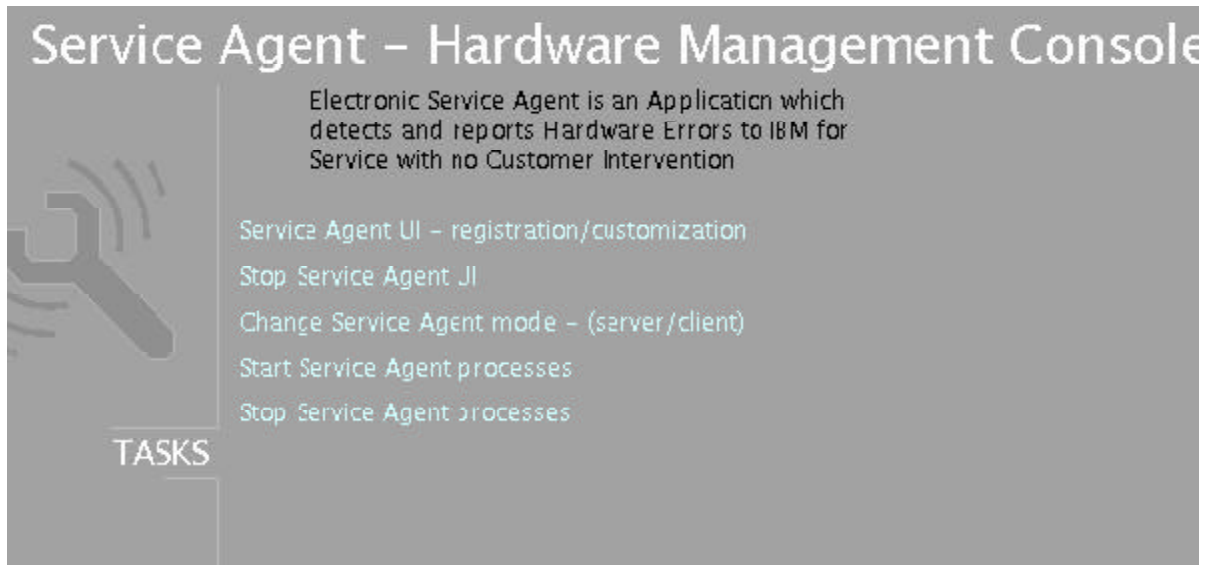 Service Agent – Hardware Management Console
Electronic Service Agent is an Application which
detects and reports Hardware Errors to IBM for
Service with no Customer Intervention
Service Agent UI – registration/customization
Stop Service Agent UI
Change Service Agent mode – (server/client)
Start Service Agent processes
Stop Service Agent processes
TASKS